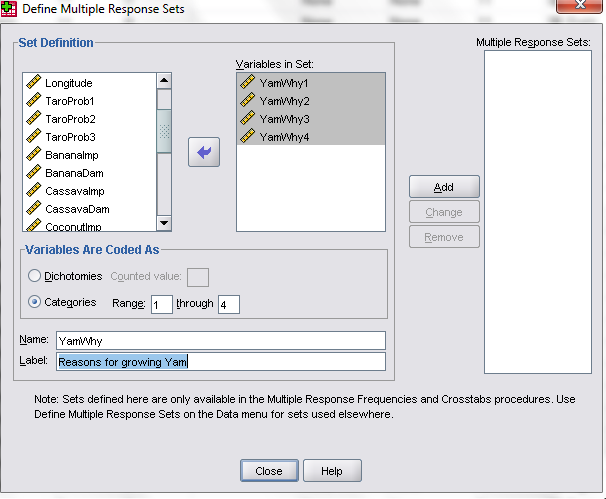 Define Multiple Response Sets
Set Definition
Longitude
TaroProb1
TaroProb2
TaroProb3
BananaImp
BananaDam
CassavaImp
CassavaDam
CoconutImp
Variables in Set:
YamWhy1
YamWhy2
YamWhy3
YamWhy4
Multiple Response Sets:
Add
Change
Remove
Variables Are Coded As
Dichotomies Counted value:
Categories Range: 1 through 4
Name: YamWhy
Label: Reasons for growing Yam
Note: Sets defined here are only available in the Multiple Response Frequencies and Crosstabs procedures. Use
Define Multiple Response Sets on the Data menu for sets used elsewhere.
Close Help